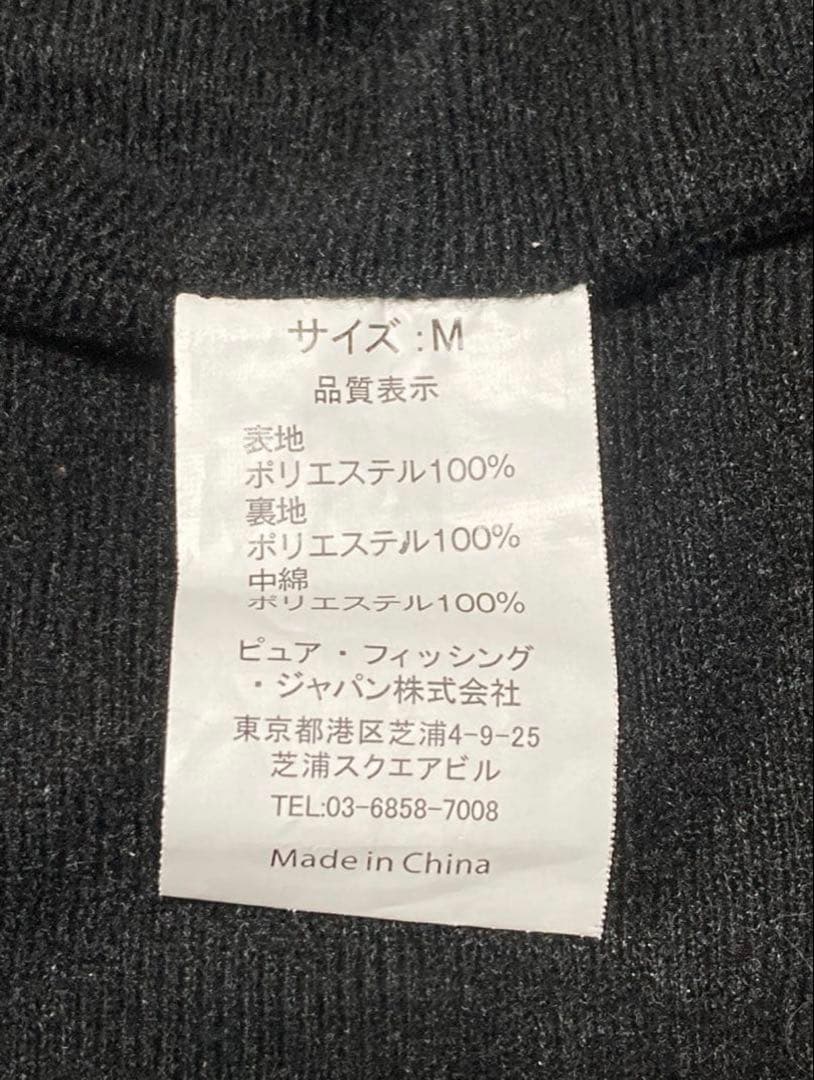 サイズ:M
品質表示
表地
ポリエステル100%
裏地
ポリエステル100%
中綿
ポリエステル100%
ピュア・フィッシング
・ジャパン株式会社
東京都港区芝浦4-9-25
芝浦スクエアビル
TEL:03-6858-7008
Made in China